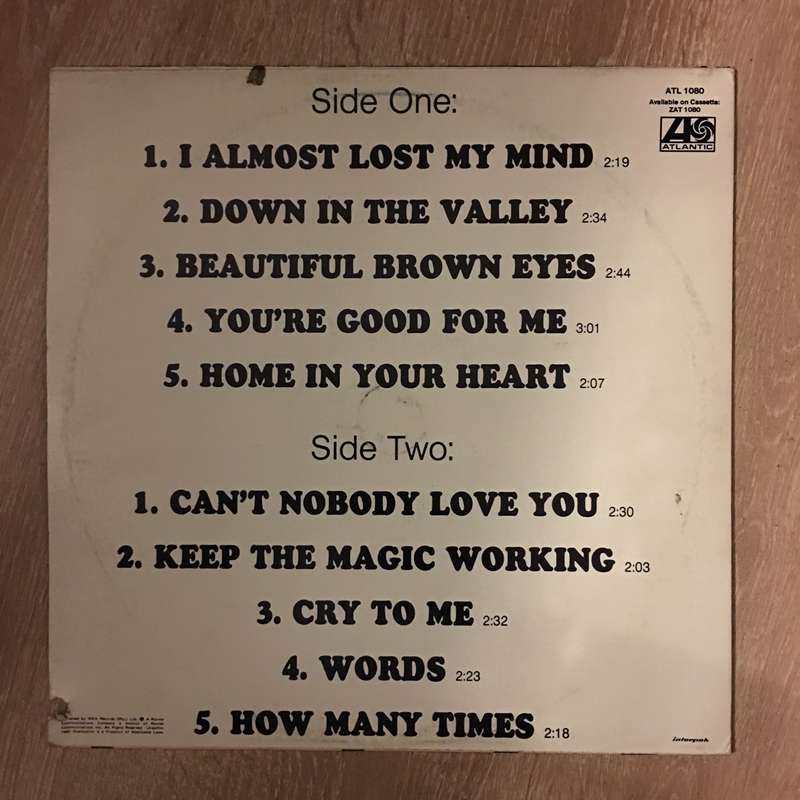 Side One:
ATL 1080
Available on Cassette:
ZAT 1080
ATLANTIC
1. I ALMOST LOST MY MIND 2:19
2. DOWN IN THE VALLEY 2:34
3. BEAUTIFUL BROWN EYES 2:44
4. YOU'RE GOOD FOR ME 3:01
5. HOME IN YOUR HEART 2:07
Side Two:
1. CAN'T NOBODY LOVE YOU 2:30
2. KEEP THE MAGIC WORKING 2:03
3. CRY TO ME 2:32
4. WORDS 2:23
5. HOW MANY TIMES 2:18
interpak